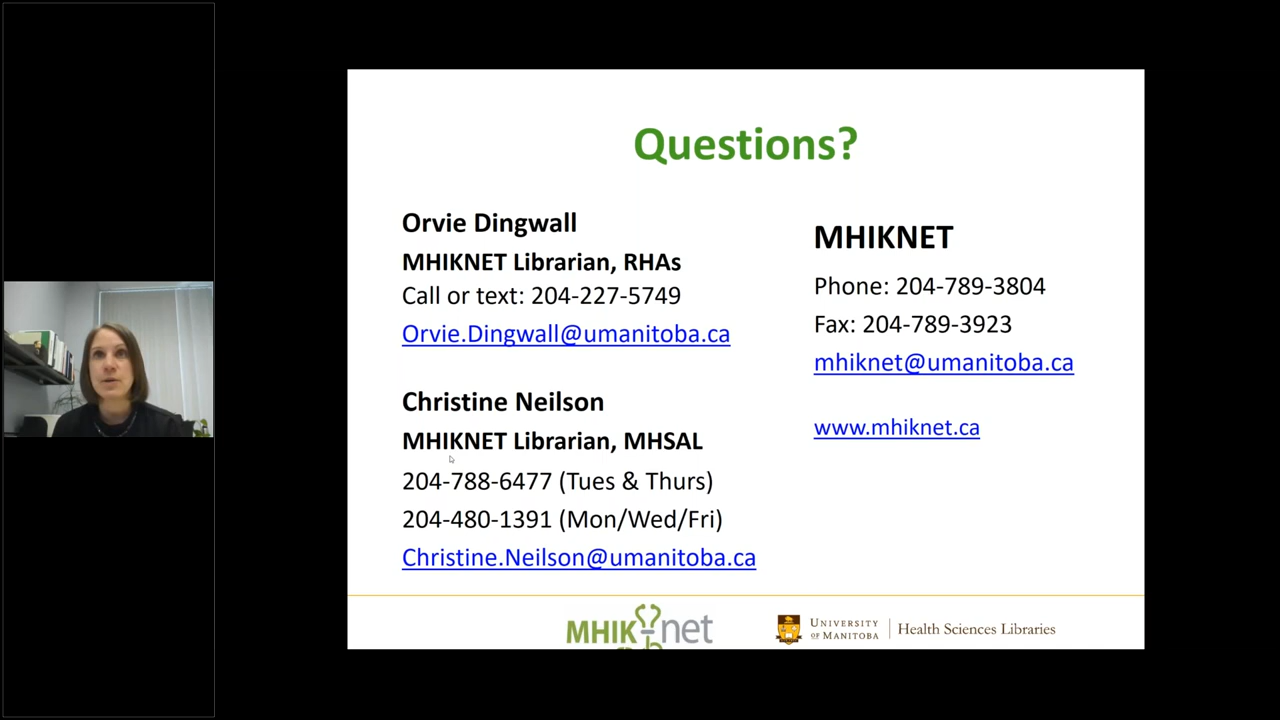 Questions?
Orvie Dingwall
MHIKNET Librarian, RHAs
Call or text: 204-227-5749
Orvie.Dingwall@umanitoba.ca
Christine Neilson
MHIKNET Librarian, MHSAL
204-788-6477 (Tues & Thurs)
204-480-1391 (Mon/Wed/Fri)
Christine.Neilson@umanitoba.ca
MHIKNET
Phone: 204-789-3804
Fax: 204-789-3923
mhiknet@umanitoba.ca
www.mhiknet.ca
MHIK-net
UNIVERSITY
OF MANITOBA
Health Sciences Libraries